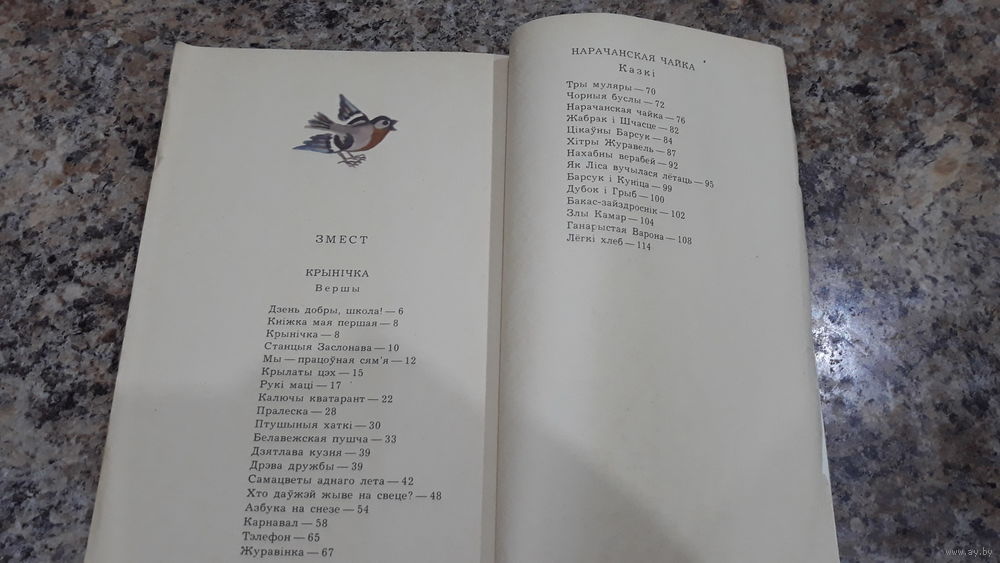 ЗМЕСТ
КРЫНІЧКА
Вершы
Дзень добры, школа! — 6
Кніжка мая першая — 8
Крынічка — 8
Станцыя Заслонава — 10
Мы — працоўная сям'я — 12
Крылаты цэх — 15
Рукі маці — 17
Калючы кватарант — 22
Пралеска — 28
Птушыныя хаткі — 30
Белавежская пушча — 33
Дзятлава кузня — 39
Дрэва дружбы — 39
Самацветы аднаго лета — 42
Хто даўжэй жыве на свеце? — 48
Азбука на снезе — 54
Карнавал — 58
Тэлефон — 65
Журавінка — 67
НАРАЧАНСКАЯ ЧАЙКА
Казкі
Тры муляры — 70
Чорныя буслы — 72
Нарачанская чайка — 76
Жабрак і Шчасце — 82
Цікаўны Барсук — 84
Хітры Журавель — 87
Нахабны верабей — 92
Як Ліса вучылася лётаць — 95
Барсук і Куніца — 99
Дубок і Грыб — 100
Бакас-зайздроснік — 102
Злы Камар — 104
Ганарыстая Варона — 108
Лёгкі хлеб — 114
www.ay.by